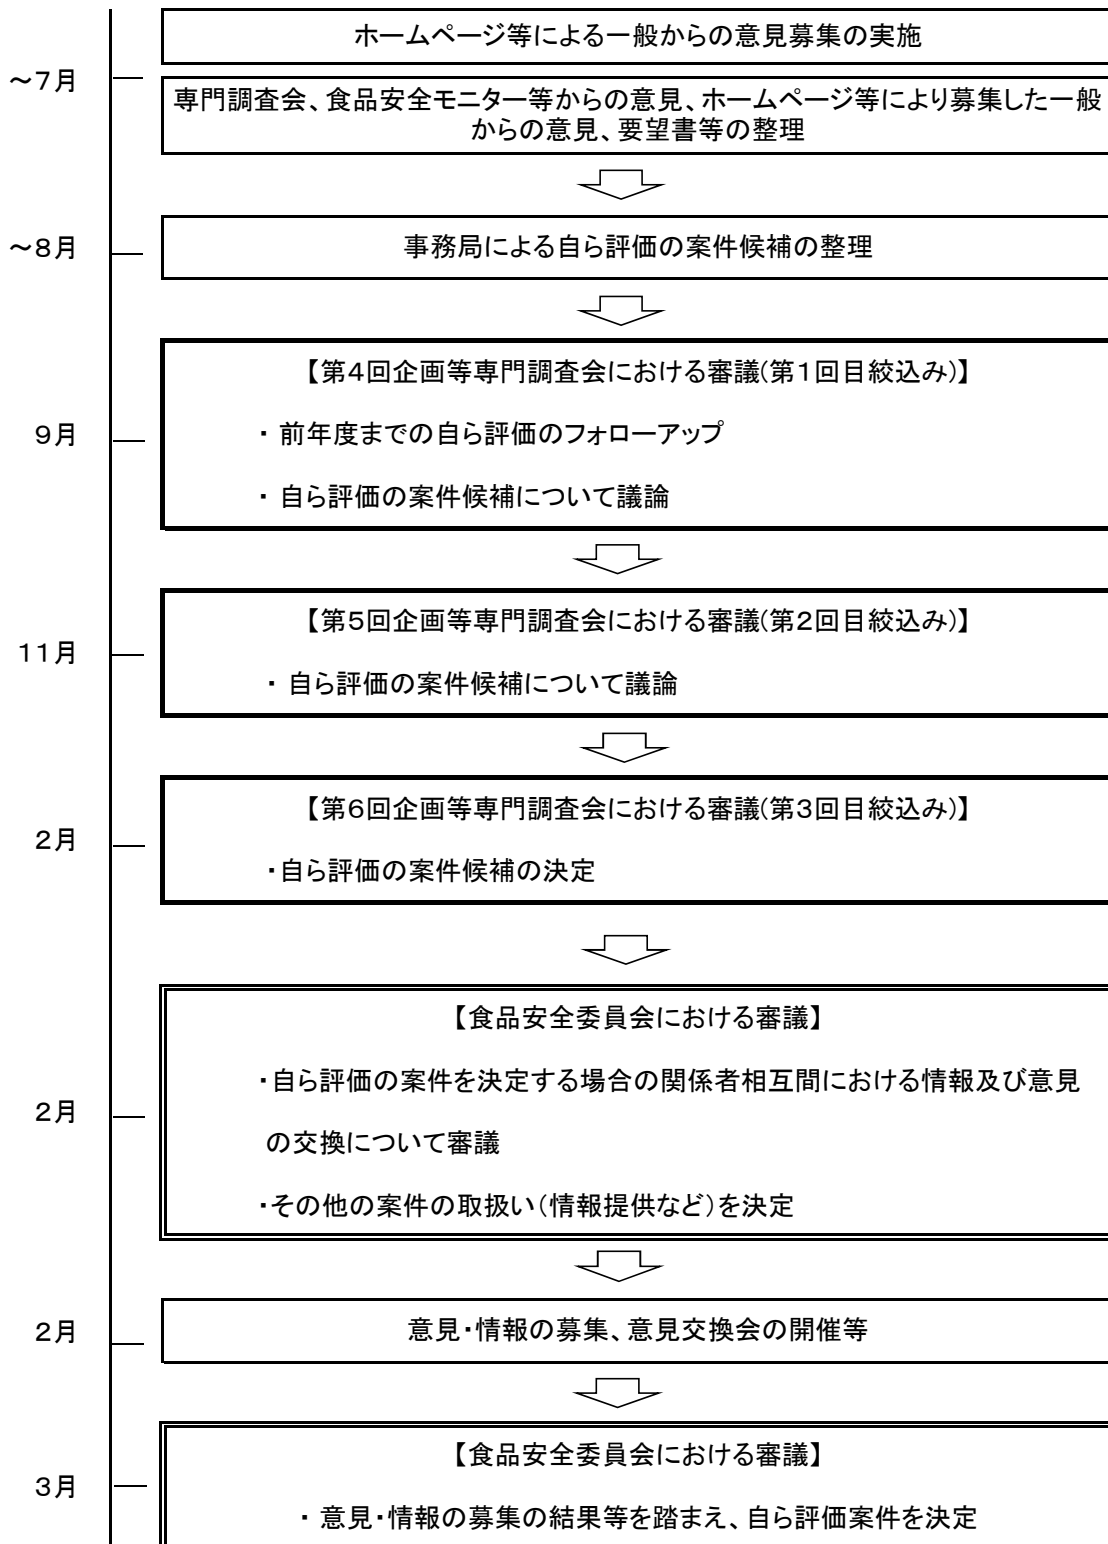 ホームページ等による一般からの意見募集の実施
～7月
専門調査会、食品安全モニター等からの意見、ホームページ等により募集した一般
からの意見、要望書等の整理
～8月
事務局による自ら評価の案件候補の整理
【第4回企画等専門調査会における審議(第1回目絞込み)】
9月
・ 前年度までの自ら評価のフォローアップ
・ 自ら評価の案件候補について議論
【第5回企画等専門調査会における審議(第2回目絞込み)】
11月
・ 自ら評価の案件候補について議論
【第6回企画等専門調査会における審議(第3回目絞込み)】
2月
・自ら評価の案件候補の決定
【食品安全委員会における審議】
・自ら評価の案件を決定する場合の関係者相互間における情報及び意見
2月
の交換について審議
・その他の案件の取扱い（情報提供など）を決定
2月
意見・情報の募集、意見交換会の開催等
【食品安全委員会における審議】
3月
・ 意見・情報の募集の結果等を踏まえ、自ら評価案件を決定